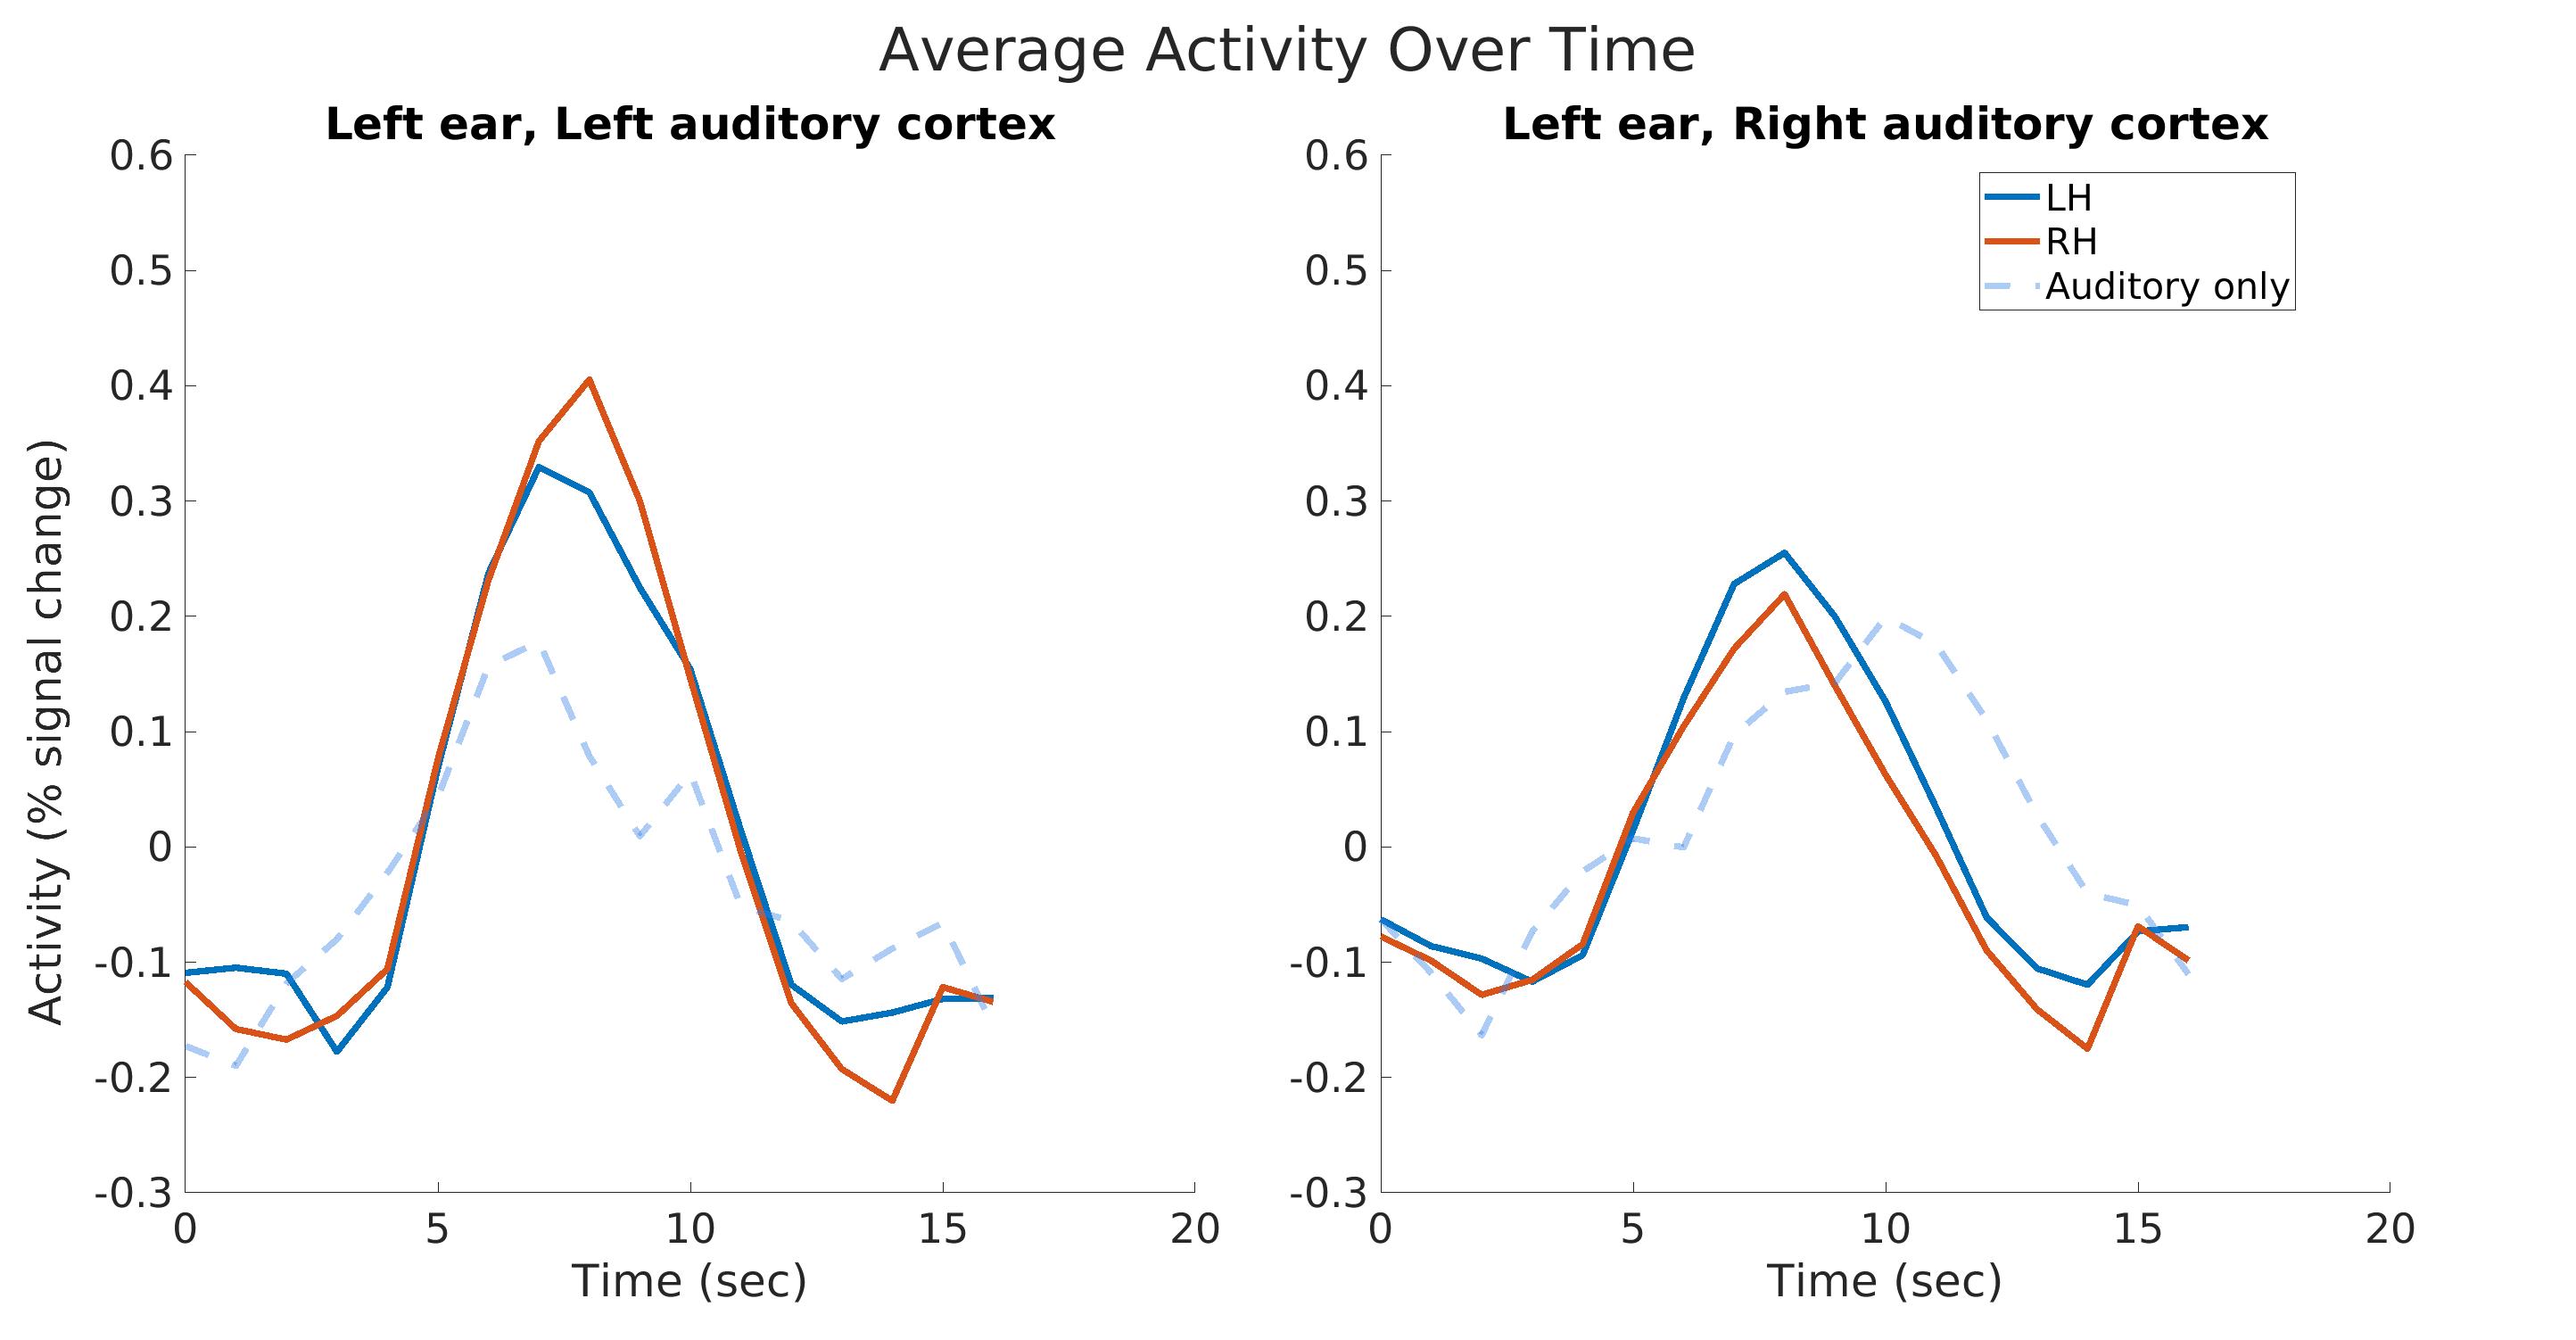 Average Activity Over Time
Left ear, Left auditory cortex
0.6
0.5
0.4
0.3
0.2
0.1
0
-0.1
-0.2
-0.3
Activity (% signal change)
0 5 10 15 20
Time (sec)
Left ear, Right auditory cortex
0.6
0.5
0.4
0.3
0.2
0.1
0
-0.1
-0.2
-0.3
LH
RH
Auditory only
0 5 10 15 20
Time (sec)